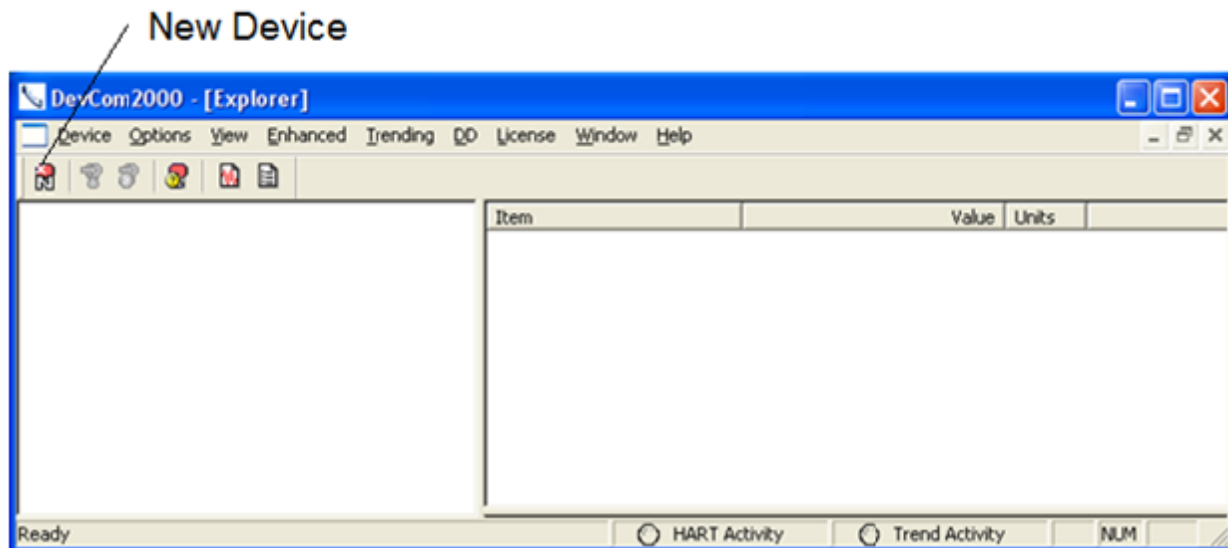 New Device
DevCom2000 - [Explorer]
Device Options View Enhanced Trending DD License Window Help
Item Value Units
Ready HART Activity Trend Activity NUM